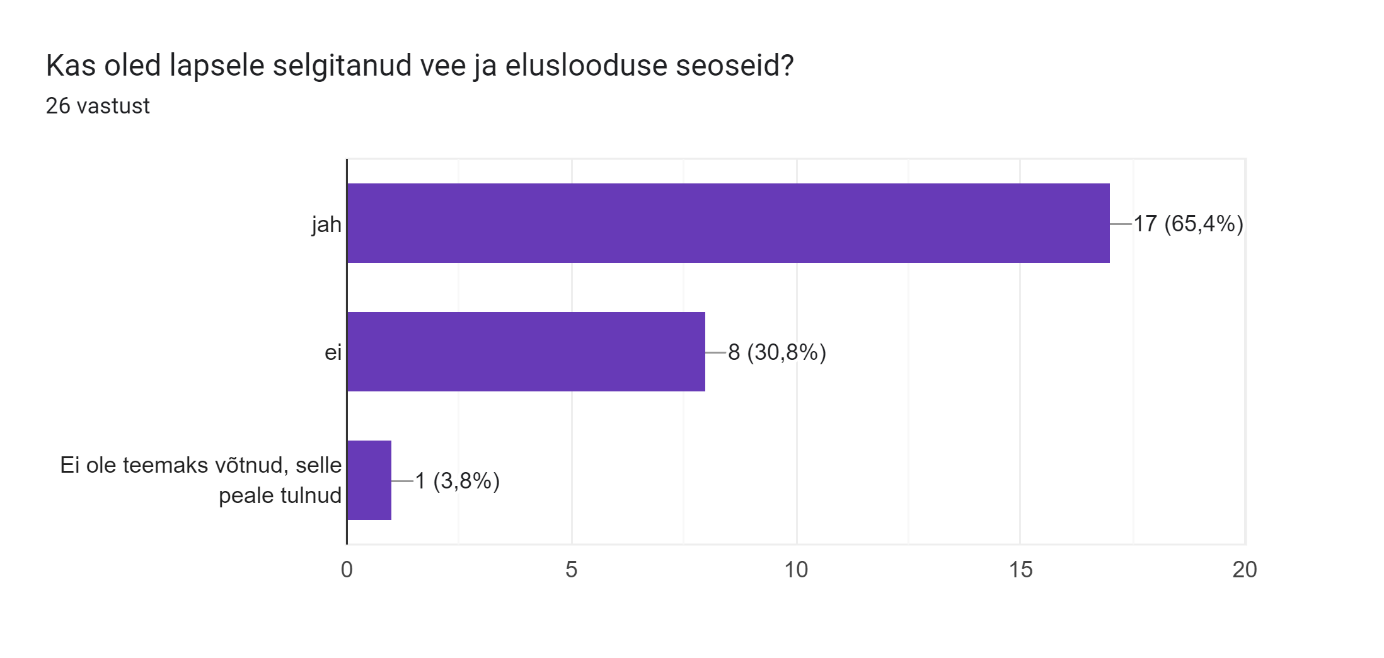 Kas oled lapsele selgitanud vee ja eluslooduse seoseid?
26 vastust
jah
17 (65,4%)
ei
8 (30,8%)
Ei ole teemaks võtnud, selle
peale tulnud
1 (3,8%)
0 5 10 15 20